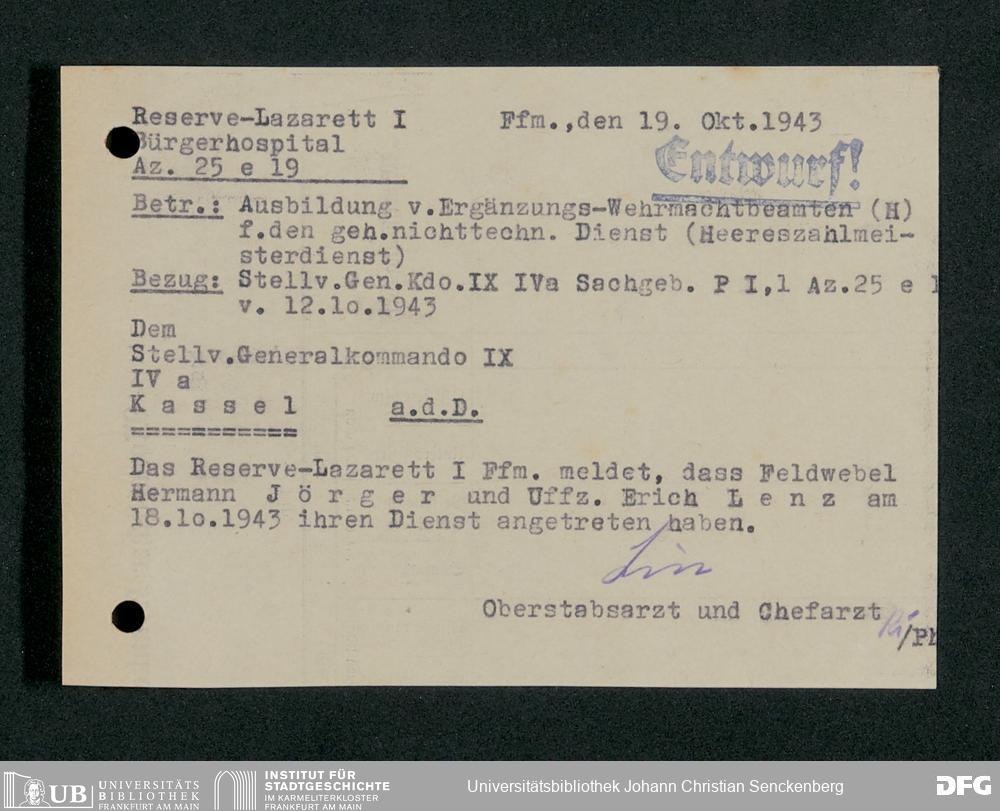 Reserve-Lazarett I Ffm.,den 19. Okt.1943
Bürgerhospital
Az. 25 e 19
Entwurf!
Betr.: Ausbildung v.Ergänzungs-Wehrmachtbeamten (H)
f.den geh.nichttechn. Dienst (Heereszahlmei-
sterdienst)
Bezug: Stellv.Gen.Kdo.IX IVa Sachgeb. P I,1 Az.25 e 1
v. 12.1o.1943
Dem
Stellv.Generalkommando IX
IV a
K a s s e l a.d.D.
===========
Das Reserve-Lazarett I Ffm. meldet, dass Feldwebel
Hermann J ö r g e r und Uffz. Erich L e n z am
18.1o.1943 ihren Dienst angetreten haben.
Oberstabsarzt und Chefarzt
UB UNIVERSITÄTS
BIBLIOTHEK
FRANKFURT AM MAIN
INSTITUT FÜR
STADTGESCHICHTE
IM KARMELITERKLOSTER
FRANKFURT AM MAIN
Universitätsbibliothek Johann Christian Senckenberg
DFG